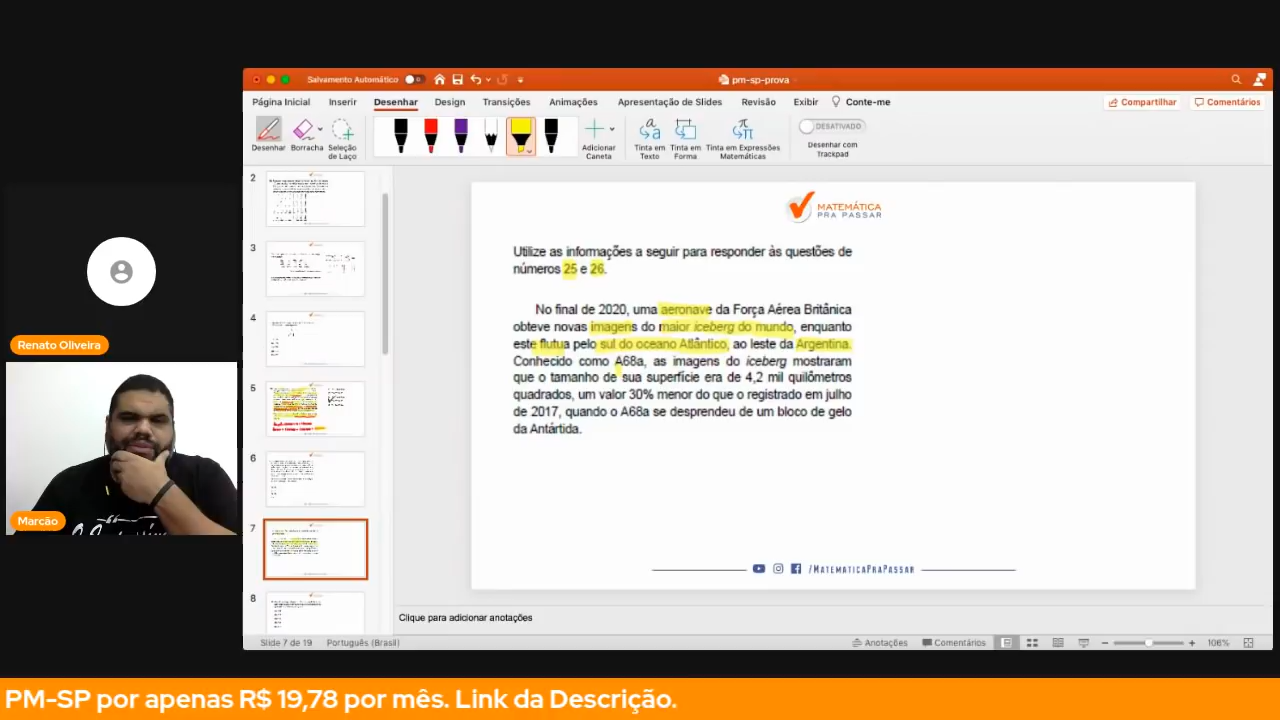 Salvamento Automático
pm-sp-prova
Página Inicial Inserir Desenhar Design Transições Animações Apresentação de Slides Revisão Exibir Conte-me
Compartilhar Comentários
Desenhar Borracha Seleção de Laço
Adicionar Caneta
Tinta em Texto
Tinta em Forma
Tinta em Expressões Matemáticas
DESATIVADO
Desenhar com Trackpad
2
3
4
5
6
7
8
MATEMÁTICA
PRA PASSAR
Utilize as informações a seguir para responder às questões de
números 25 e 26.
No final de 2020, uma aeronave da Força Aérea Britânica
obteve novas imagens do maior iceberg do mundo, enquanto
este flutua pelo sul do oceano Atlântico, ao leste da Argentina.
Conhecido como A68a, as imagens do iceberg mostraram
que o tamanho de sua superfície era de 4,2 mil quilômetros
quadrados, um valor 30% menor do que o registrado em julho
de 2017, quando o A68a se desprendeu de um bloco de gelo
da Antártida.
/MATEMATICAPRAPASSAR
Clique para adicionar anotações
Slide 7 de 19 Português (Brasil) Anotações Comentários 106%
Renato Oliveira
Marcão
PM-SP por apenas R$ 19,78 por mês. Link da Descrição.